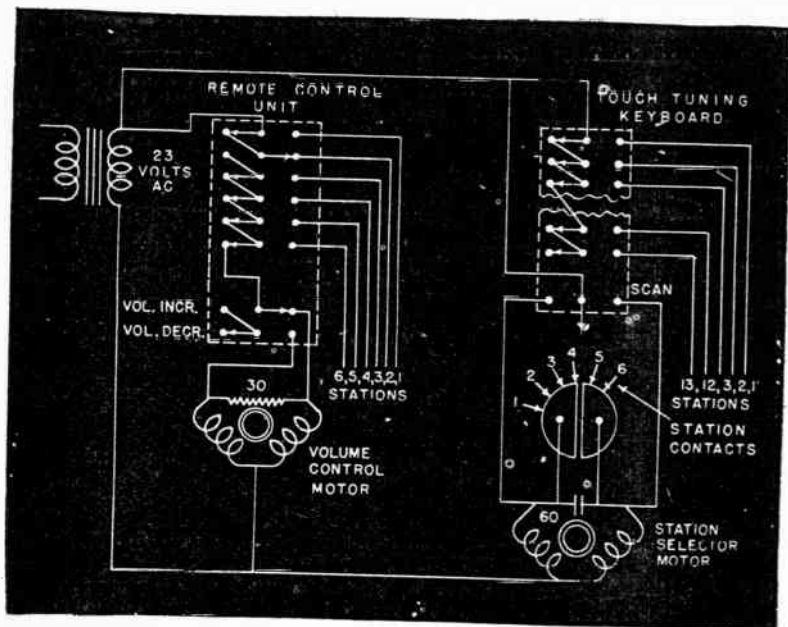 REMOTE CONTROL
UNIT
TOUCH TUNING
KEYBOARD
23
VOLTS
AC
SCAN
VOL. INCR.
VOL. DECR.
30
6,5,4,3,2,1
STATIONS
VOLUME
CONTROL
MOTOR
1
2
3
4
5
6
13, 12, 3, 2, 1
STATIONS
STATION
CONTACTS
60
STATION
SELECTOR
MOTOR